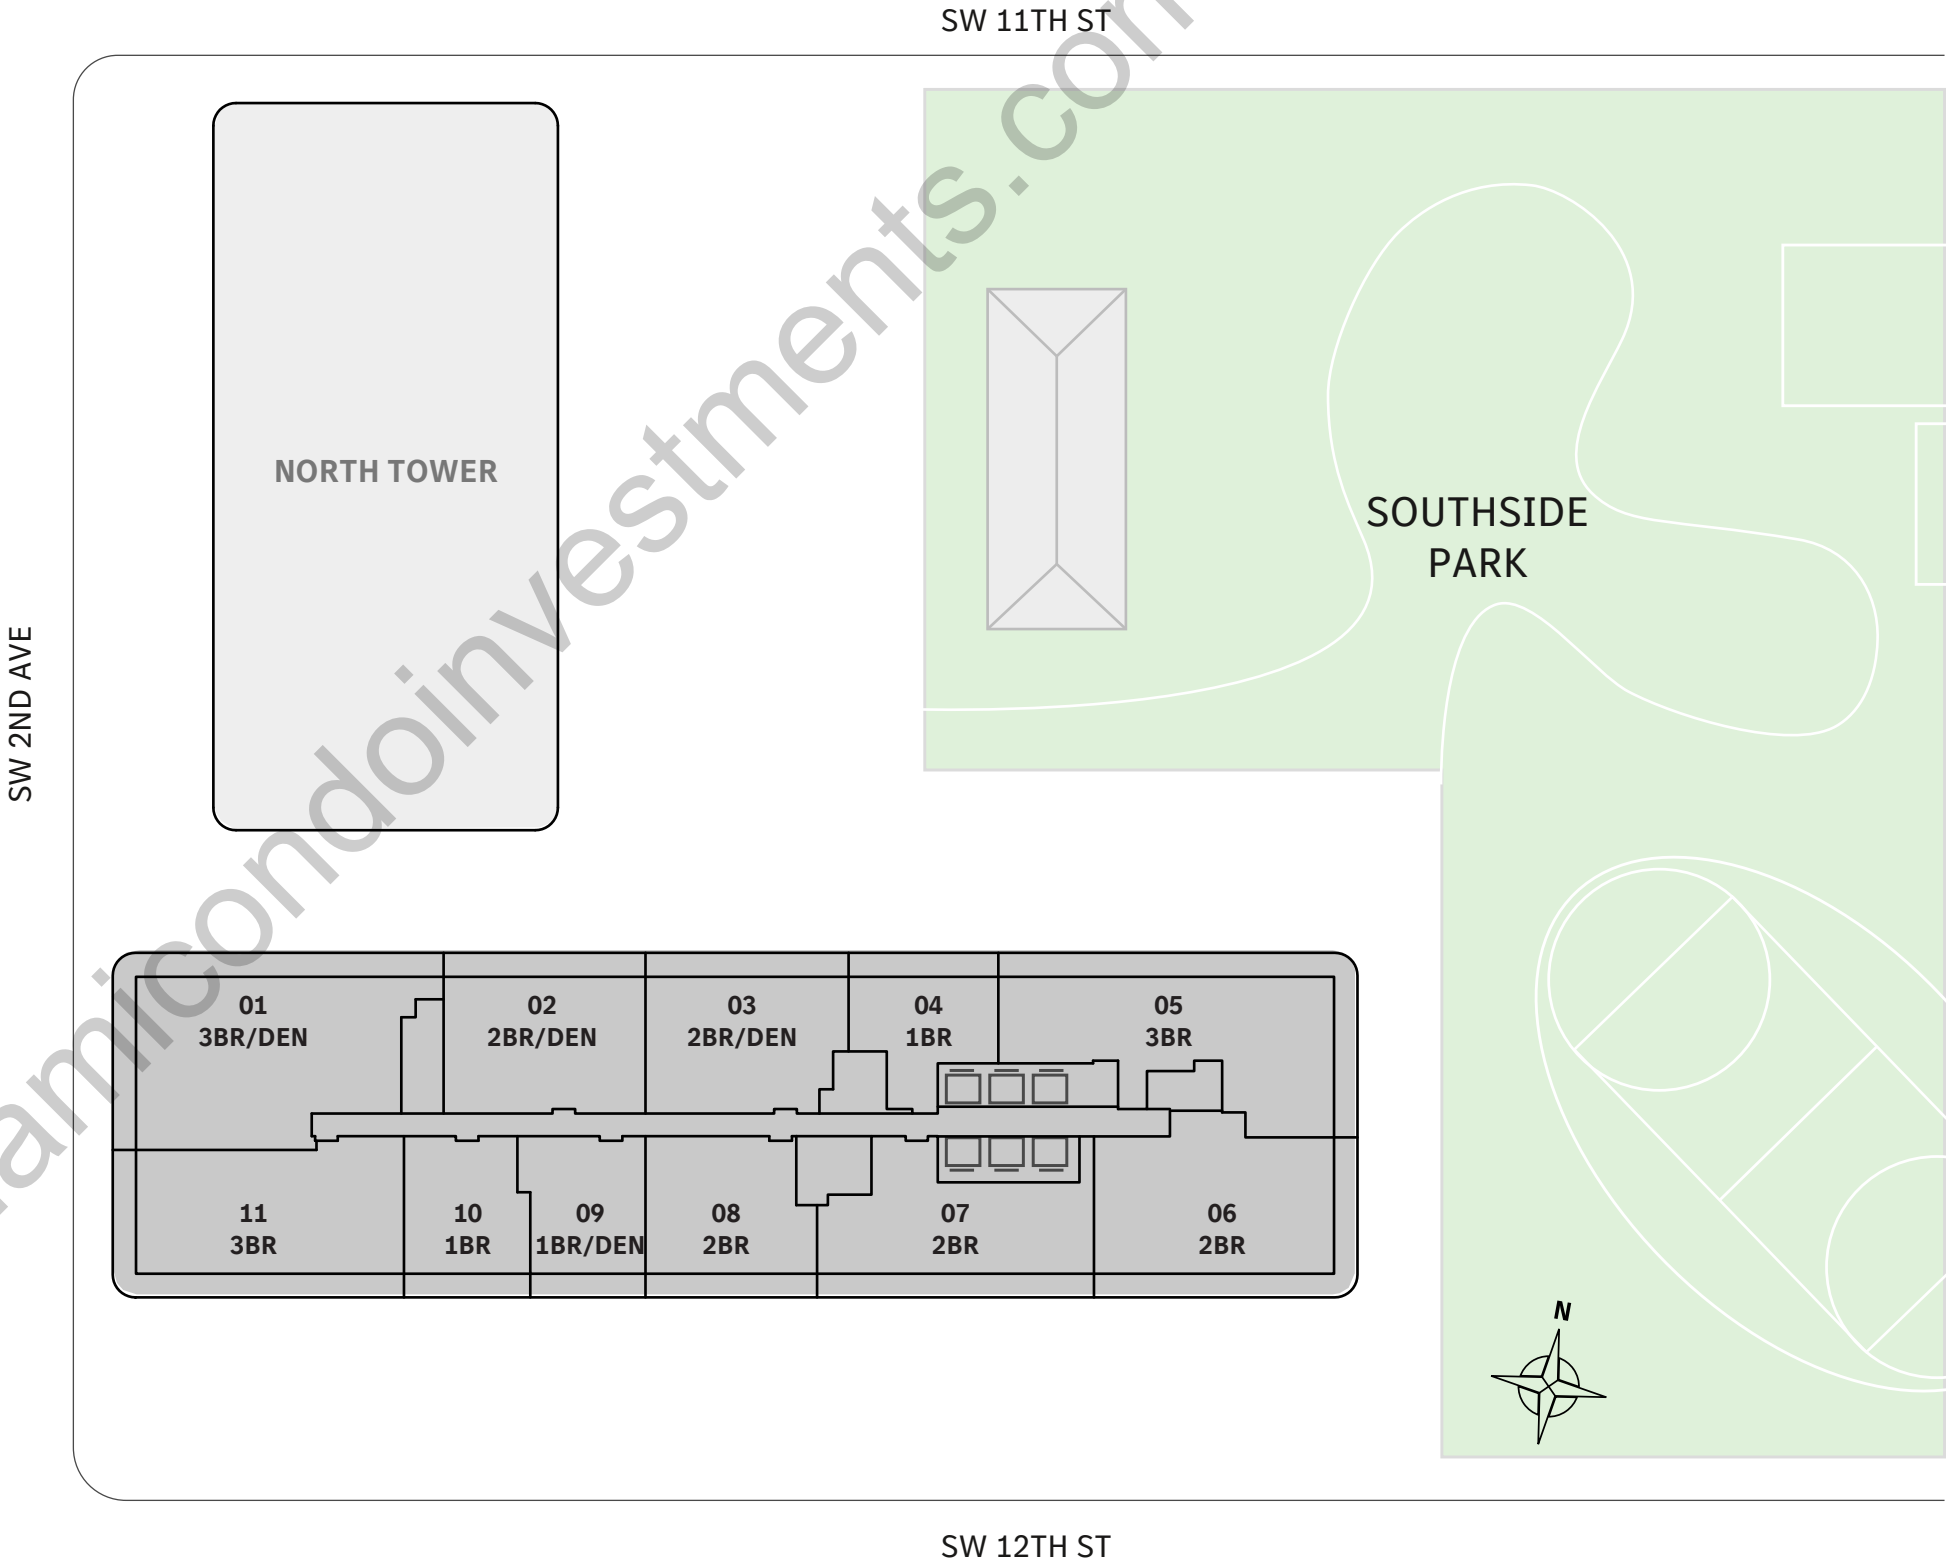 SW 11TH ST
NORTH TOWER
SOUTHSIDE
PARK
SW 2ND AVE
01
3BR/DEN
02
2BR/DEN
03
2BR/DEN
04
1BR
05
3BR
11
3BR
10
1BR
09
1BR/DEN
08
2BR
07
2BR
06
2BR
N
SW 12TH ST
amicondoinvestments.com